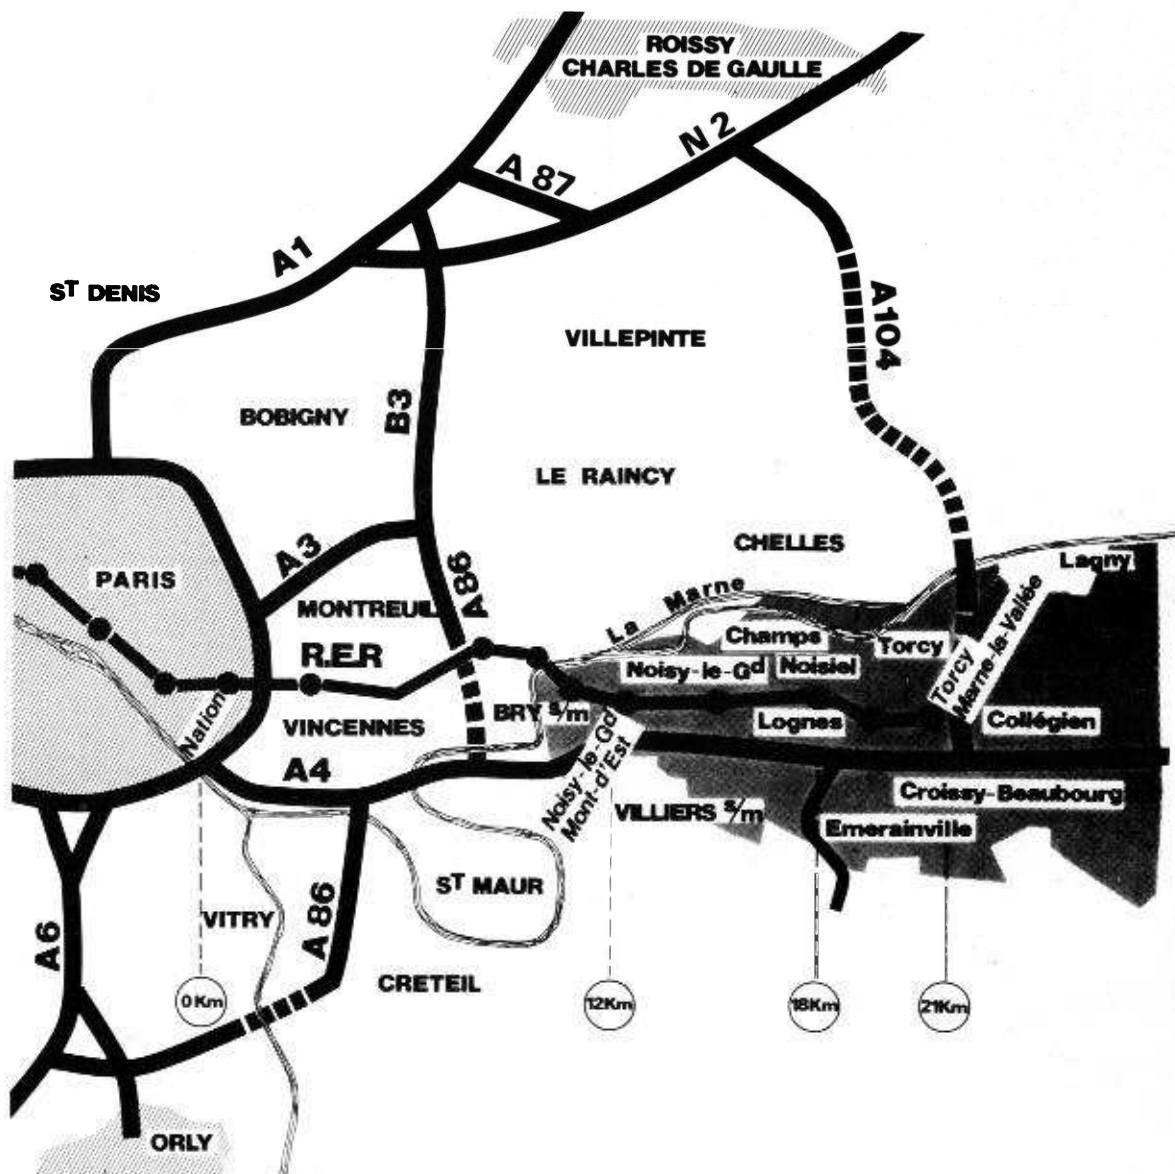 ROISSY
CHARLES DE GAULLE
N 2
A 87
A1
Sᵀ DENIS
A104
VILLEPINTE
B3
BOBIGNY
LE RAINCY
CHELLES
A 3
A86
PARIS
Lagny
MONTREUIL
La Marne
Champs
Torcy
R.E.R
Noisy-le-Gd
Noisiel
Torcy
Marne-la-Vallée
Nation
VINCENNES
BRY s/m
Lognes
Collégien
A4
Noisy-le-Gd
Mont-d'Est
Croissy-Beaubourg
VILLIERS s/m
Emerainville
Sᵀ MAUR
VITRY
A 86
A6
CRETEIL
0Km
12Km
18Km
21Km
ORLY